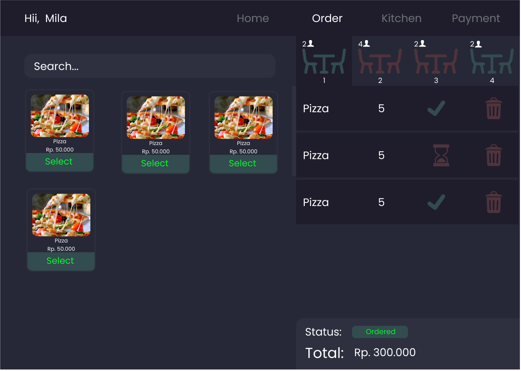 Hii, Mila
Home
Order
Kitchen
Payment
Search...
2
4
2
2
1
2
3
4
Pizza
Rp. 50.000
Select
Pizza
Rp. 50.000
Select
Pizza
Rp. 50.000
Select
Pizza
Rp. 50.000
Select
Pizza 5
Pizza 5
Pizza 5
Status: Ordered
Total: Rp. 300.000